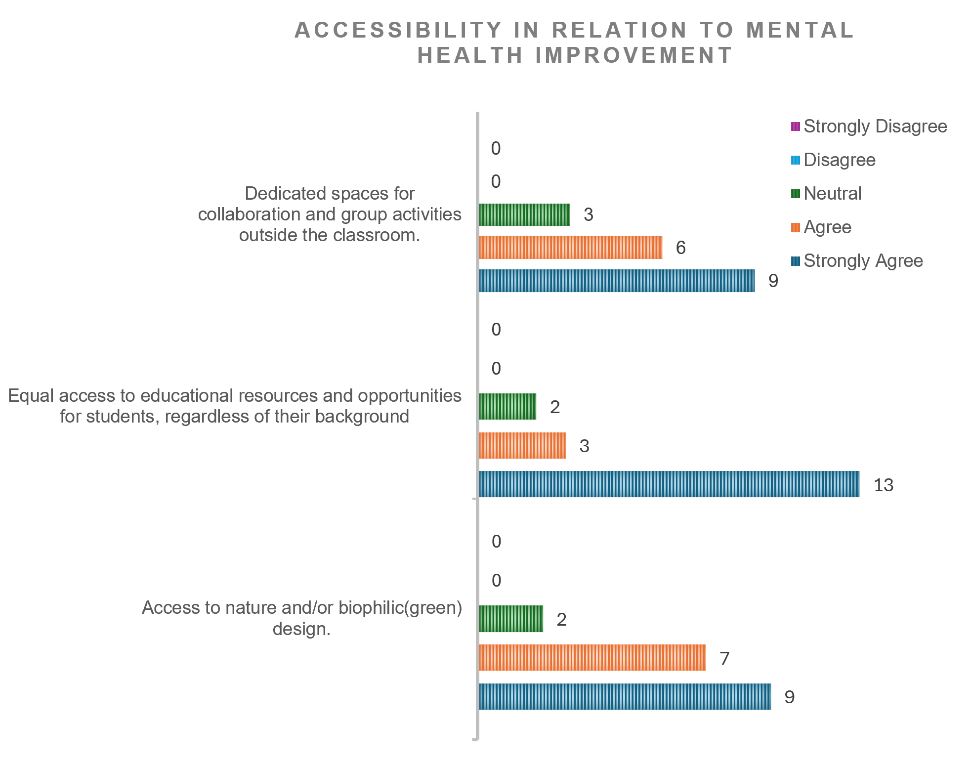 ACCESSIBILITY IN RELATION TO MENTAL
HEALTH IMPROVEMENT
Strongly Disagree
Disagree
Neutral
Agree
Strongly Agree
Dedicated spaces for
collaboration and group activities
outside the classroom.
0
0
3
6
9
Equal access to educational resources and opportunities
for students, regardless of their background
0
0
2
3
13
Access to nature and/or biophilic(green)
design.
0
0
2
7
9